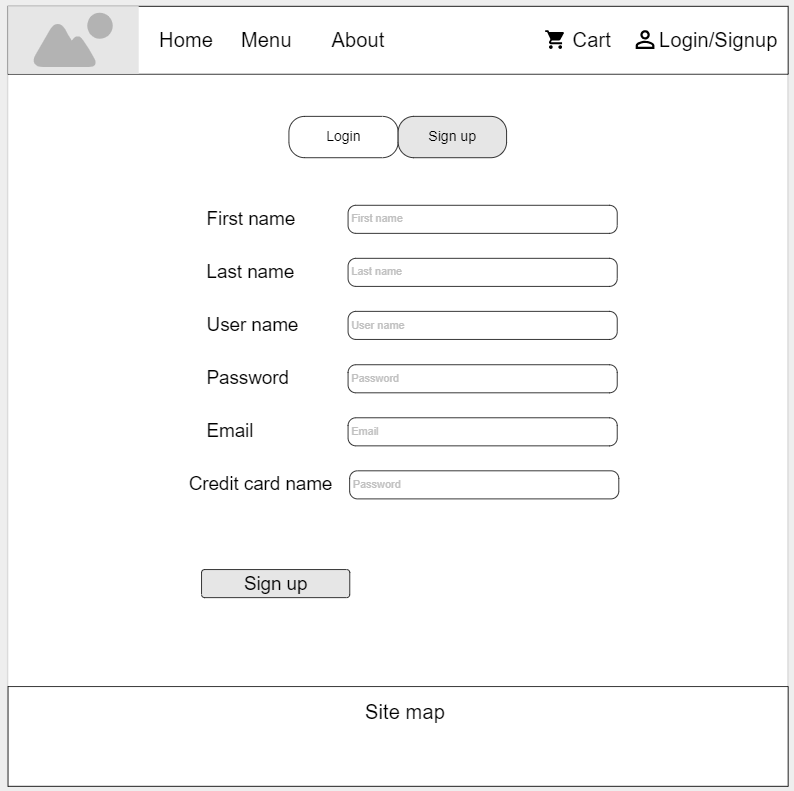 Home Menu About Cart Login/Signup
Login Sign up
First name First name
Last name Last name
User name User name
Password Password
Email Email
Credit card name Password
Sign up
Site map